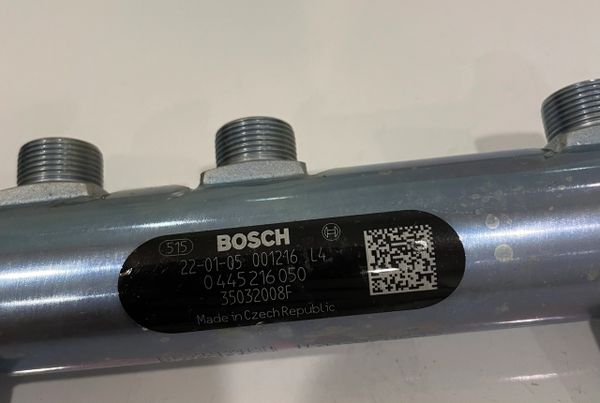 515 BOSCH
22-01-05 001216 L4
0 445 216 050
35032008F
Made in Czech Republic